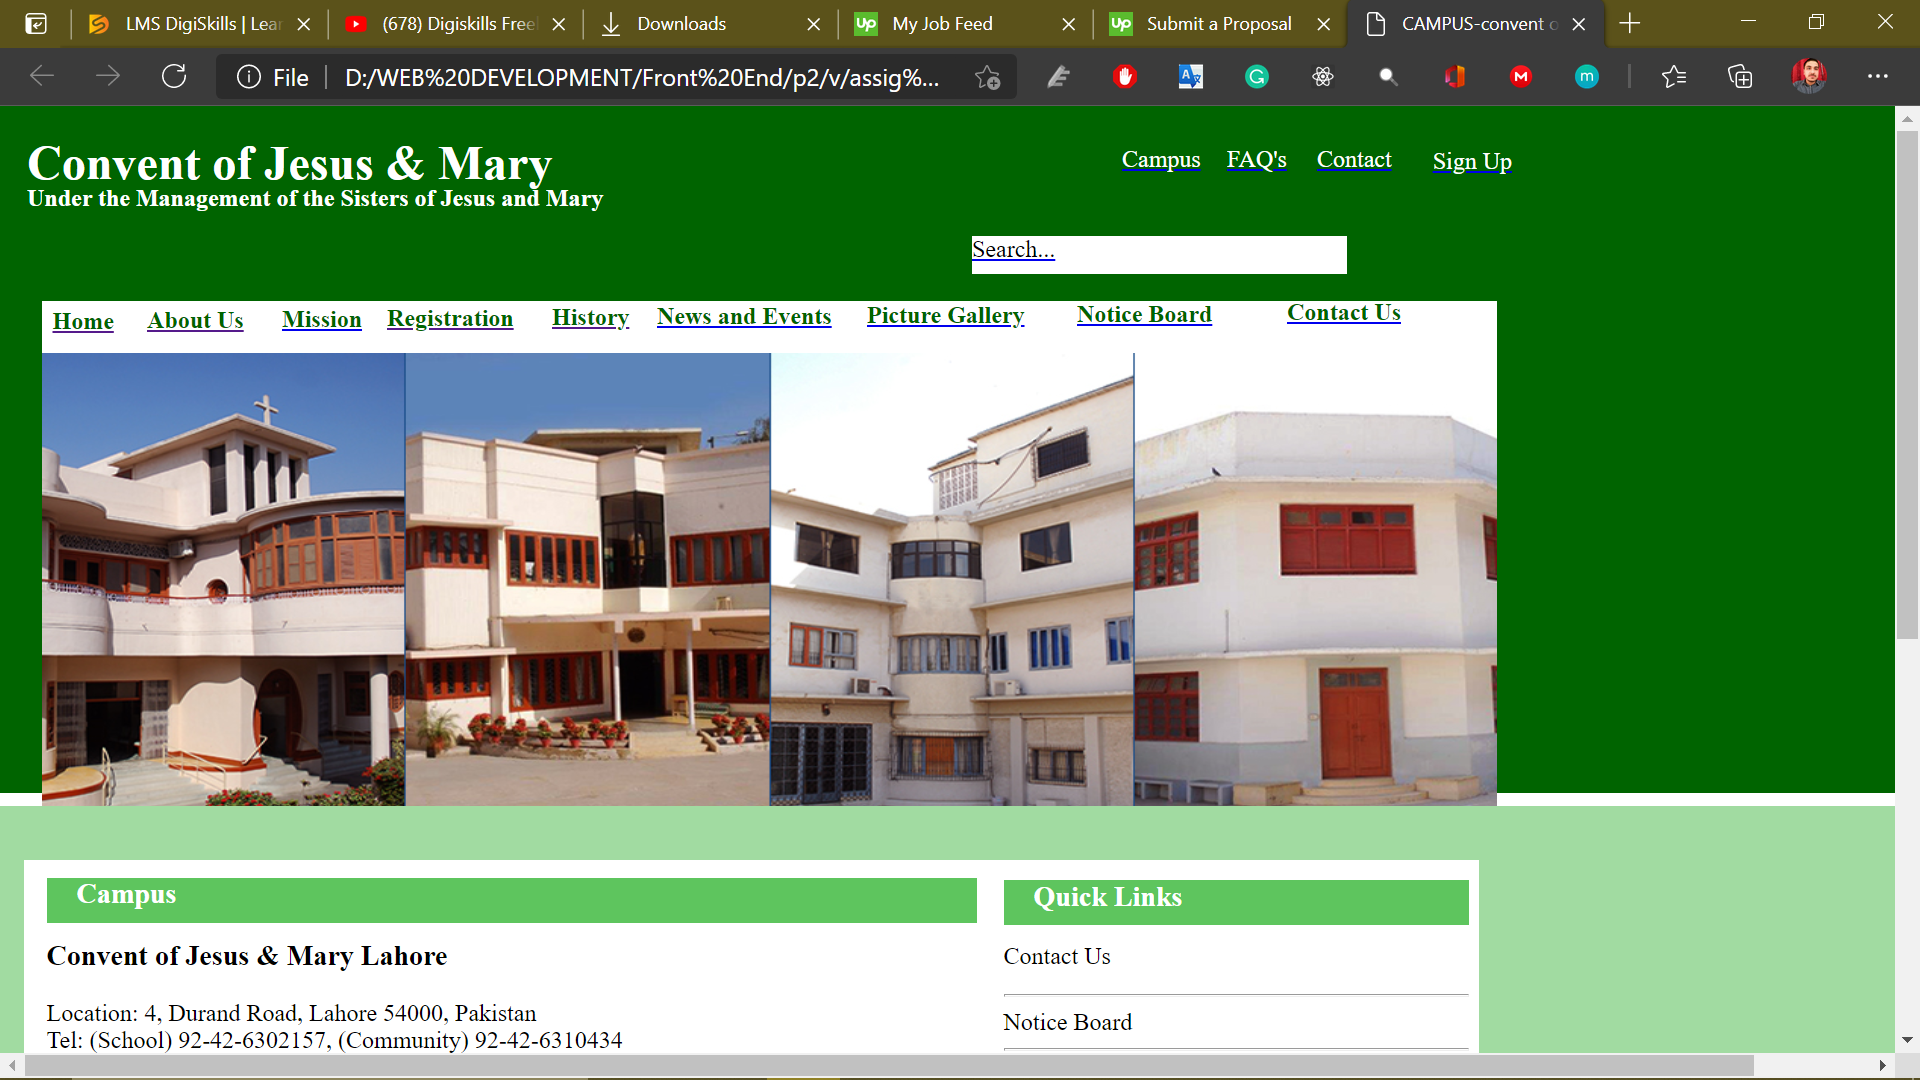 LMS DigiSkills | Lear
(678) Digiskills Free
Downloads
Up My Job Feed
Up Submit a Proposal
CAMPUS-convent o
File
D:/WEB%20DEVELOPMENT/Front%20End/p2/v/assig%...
Convent of Jesus & Mary
Under the Management of the Sisters of Jesus and Mary
Campus FAQ's Contact Sign Up
Search...
Home About Us Mission Registration History News and Events Picture Gallery Notice Board Contact Us
Campus
Convent of Jesus & Mary Lahore
Location: 4, Durand Road, Lahore 54000, Pakistan
Tel: (School) 92-42-6302157, (Community) 92-42-6310434
Quick Links
Contact Us
Notice Board